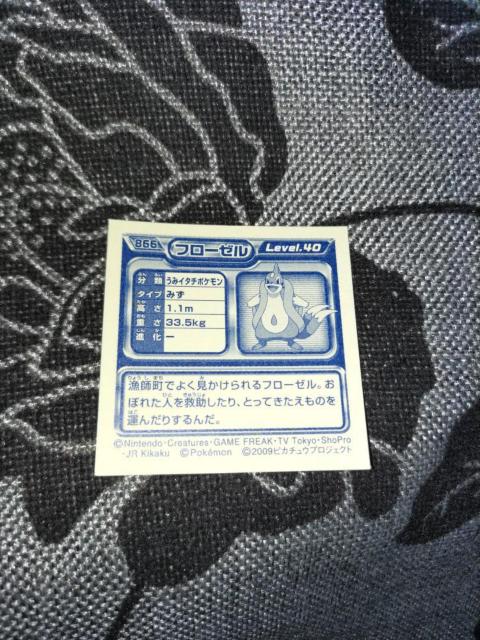 866 フローゼル Level.40
分類 うみイタチポケモン
タイプ みず
高さ 1.1m
重さ 33.5kg
進化 ー
漁師町でよく見かけられるフローゼル。お
ぼれた人を救助したり、とってきたえものを
運んだりするんだ。
©Nintendo・Creatures・GAME FREAK・TV Tokyo・ShoPro
・JR Kikaku ©Pokémon ©2009ピカチュウプロジェクト